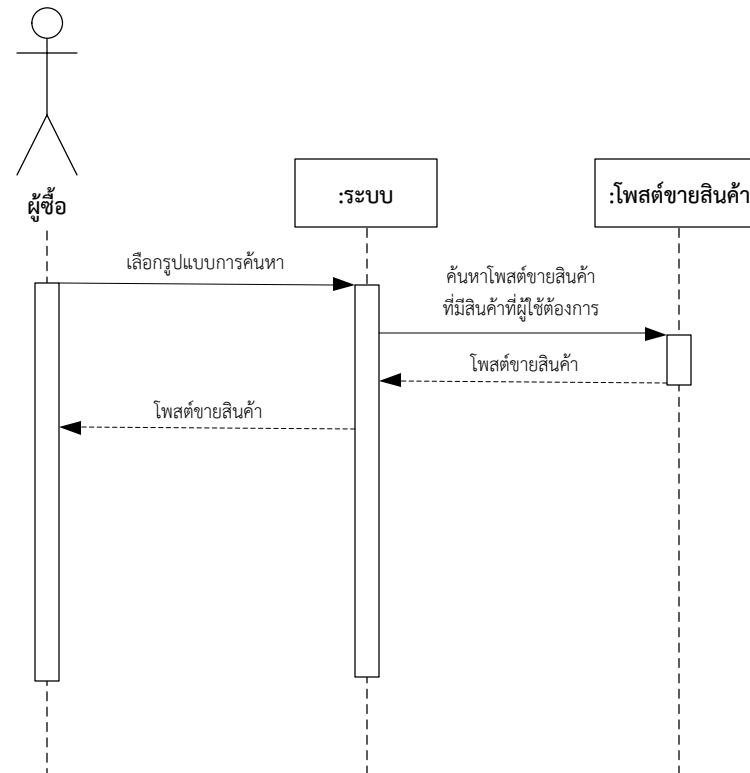 ผู้ซื้อ
:ระบบ
:โพสต์ขายสินค้า
เลือกรูปแบบการค้นหา
ค้นหาโพสต์ขายสินค้า
ที่มีสินค้าที่ผู้ใช้ต้องการ
โพสต์ขายสินค้า
โพสต์ขายสินค้า